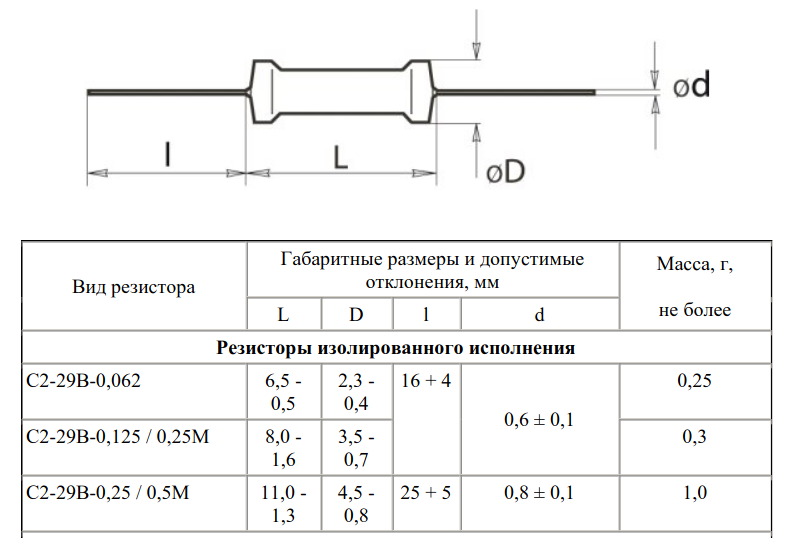 ød
l
L
øD
Вид резистора
Габаритные размеры и допустимые
отклонения, мм
Масса, г,
не более
L
D
l
d
Резисторы изолированного исполнения
С2-29В-0,062
6,5 -
0,5
2,3 -
0,4
16 + 4
0,6 ± 0,1
0,25
С2-29В-0,125 / 0,25М
8,0 -
1,6
3,5 -
0,7
0,3
С2-29В-0,25 / 0,5М
11,0 -
1,3
4,5 -
0,8
25 + 5
0,8 ± 0,1
1,0